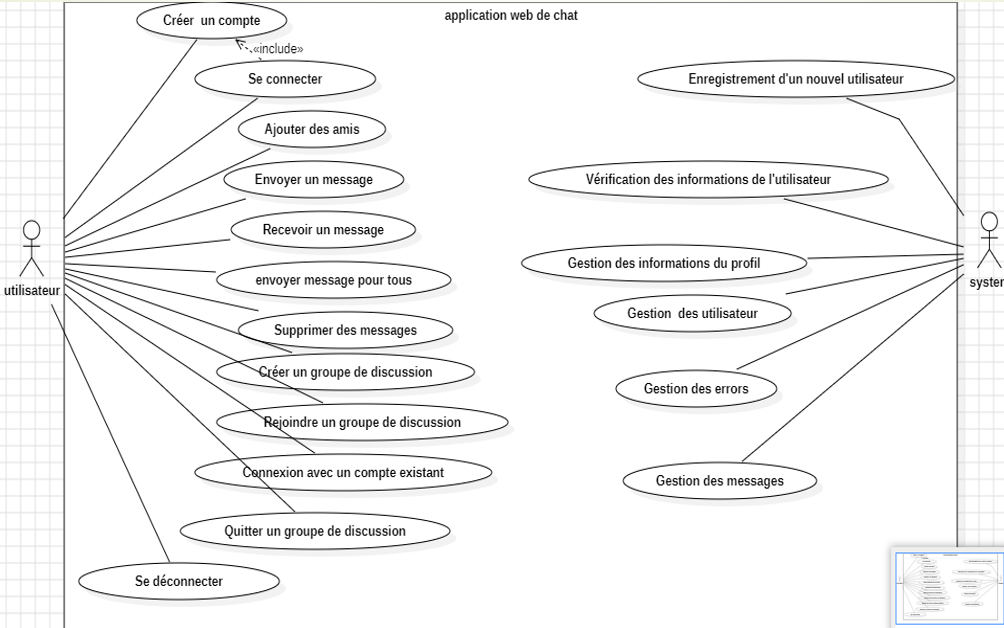 application web de chat
Créer un compte
«include»
Se connecter
Ajouter des amis
Envoyer un message
Recevoir un message
envoyer message pour tous
Supprimer des messages
Créer un groupe de discussion
Rejoindre un groupe de discussion
Connexion avec un compte existant
Quitter un groupe de discussion
Se déconnecter
utilisateur
Enregistrement d'un nouvel utilisateur
Vérification des informations de l'utilisateur
Gestion des informations du profil
Gestion des utilisateur
Gestion des errors
Gestion des messages
syster